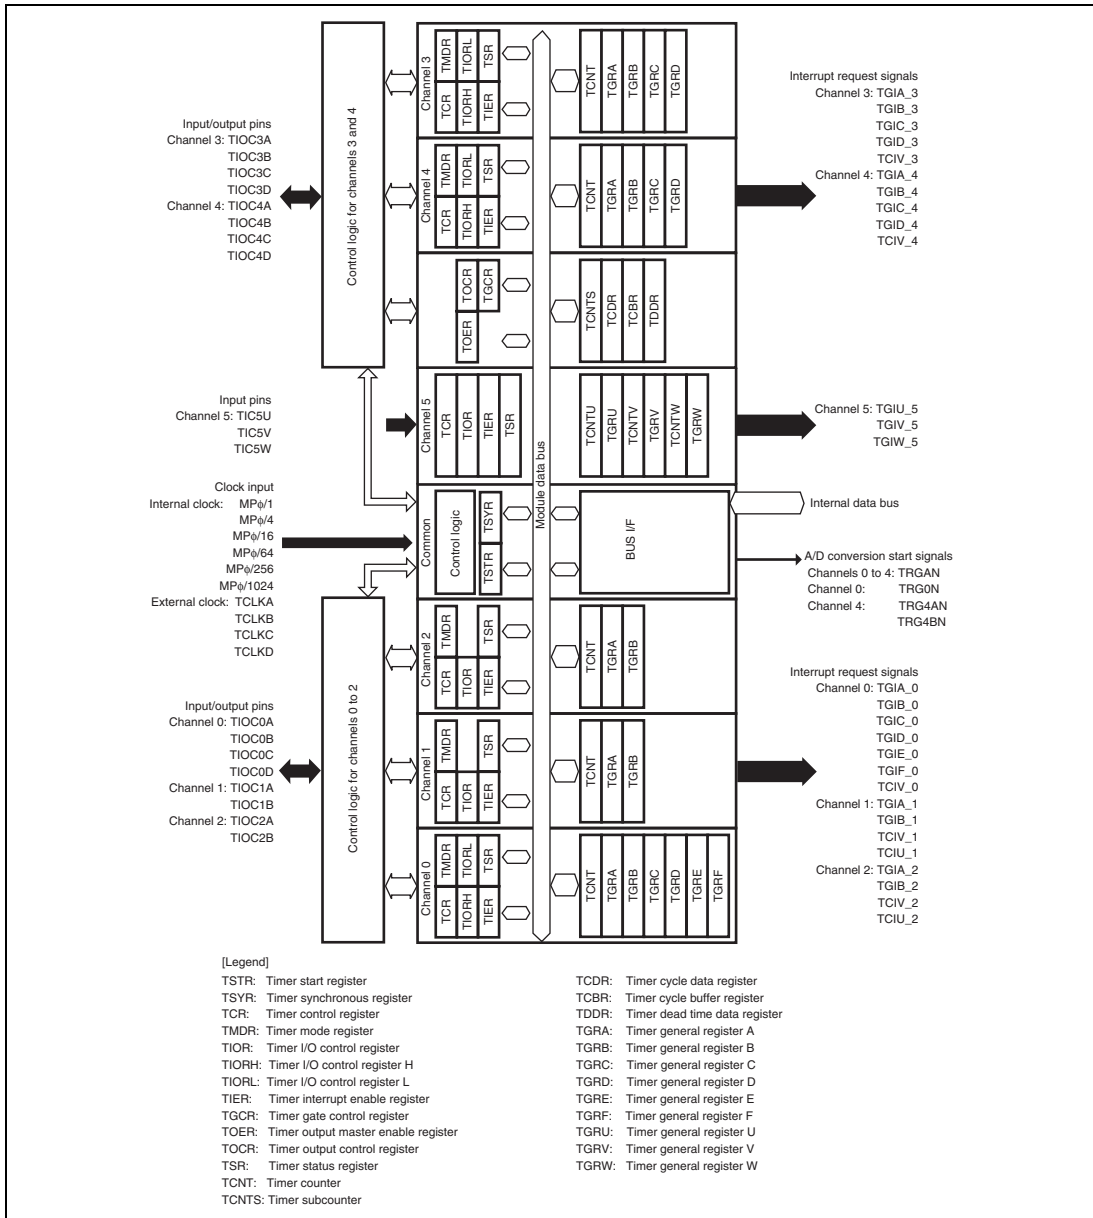 Input/output pins
Channel 3: TIOC3A
TIOC3B
TIOC3C
TIOC3D
Channel 4: TIOC4A
TIOC4B
TIOC4C
TIOC4D
Input pins
Channel 5: TIC5U
TIC5V
TIC5W
Clock input
Internal clock: MPϕ/1
MPϕ/4
MPϕ/16
MPϕ/64
MPϕ/256
MPϕ/1024
External clock: TCLKA
TCLKB
TCLKC
TCLKD
Input/output pins
Channel 0: TIOC0A
TIOC0B
TIOC0C
TIOC0D
Channel 1: TIOC1A
TIOC1B
Channel 2: TIOC2A
TIOC2B
Control logic for channels 3 and 4
Control logic for channels 0 to 2
Channel 3
TCR TMDR
TIORH TIORL
TIER TSR
TCNT
TGRA
TGRB
TGRC
TGRD
Channel 4
TCR TMDR
TIORH TIORL
TIER TSR
TCNT
TGRA
TGRB
TGRC
TGRD
TOER TOCR
TGCR
TCNTS
TCDR
TCBR
TDDR
Channel 5
TCR
TIOR
TIER
TSR
TCNTU
TGRU
TCNTV
TGRV
TCNTW
TGRW
Module data bus
Common
Control logic
TSTR TSYR
BUS I/F
Channel 2
TCR TMDR
TIOR
TIER TSR
TCNT
TGRA
TGRB
Channel 1
TCR TMDR
TIOR
TIER TSR
TCNT
TGRA
TGRB
Channel 0
TCR TMDR
TIORH TIORL
TIER TSR
TCNT
TGRA
TGRB
TGRC
TGRD
TGRE
TGRF
Interrupt request signals
Channel 3: TGIA_3
TGIB_3
TGIC_3
TGID_3
TCIV_3
Channel 4: TGIA_4
TGIB_4
TGIC_4
TGID_4
TCIV_4
Channel 5: TGIU_5
TGIV_5
TGIW_5
Internal data bus
A/D conversion start signals
Channels 0 to 4: TRGAN
Channel 0: TRG0N
Channel 4: TRG4AN
TRG4BN
Interrupt request signals
Channel 0: TGIA_0
TGIB_0
TGIC_0
TGID_0
TGIE_0
TGIF_0
TCIV_0
Channel 1: TGIA_1
TGIB_1
TCIV_1
TCIU_1
Channel 2: TGIA_2
TGIB_2
TCIV_2
TCIU_2
[Legend]
TSTR: Timer start register
TSYR: Timer synchronous register
TCR: Timer control register
TMDR: Timer mode register
TIOR: Timer I/O control register
TIORH: Timer I/O control register H
TIORL: Timer I/O control register L
TIER: Timer interrupt enable register
TGCR: Timer gate control register
TOER: Timer output master enable register
TOCR: Timer output control register
TSR: Timer status register
TCNT: Timer counter
TCNTS: Timer subcounter
TCDR: Timer cycle data register
TCBR: Timer cycle buffer register
TDDR: Timer dead time data register
TGRA: Timer general register A
TGRB: Timer general register B
TGRC: Timer general register C
TGRD: Timer general register D
TGRE: Timer general register E
TGRF: Timer general register F
TGRU: Timer general register U
TGRV: Timer general register V
TGRW: Timer general register W